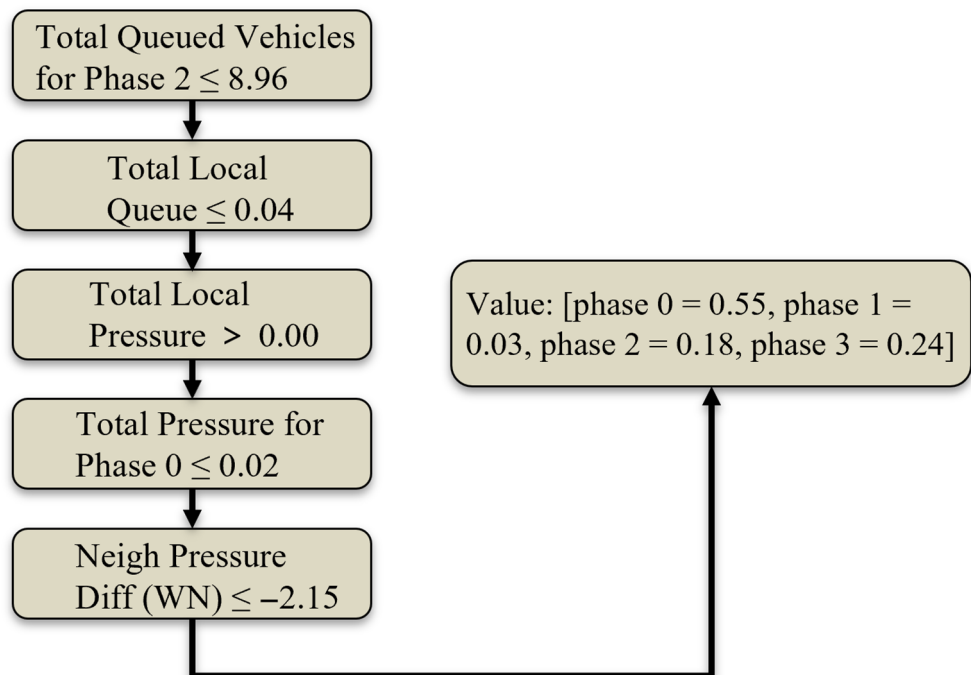 Total Queued Vehicles
for Phase 2 ≤ 8.96
Total Local
Queue ≤ 0.04
Total Local
Pressure > 0.00
Total Pressure for
Phase 0 ≤ 0.02
Neigh Pressure
Diff (WN) ≤ −2.15
Value: [phase 0 = 0.55, phase 1 =
0.03, phase 2 = 0.18, phase 3 = 0.24]